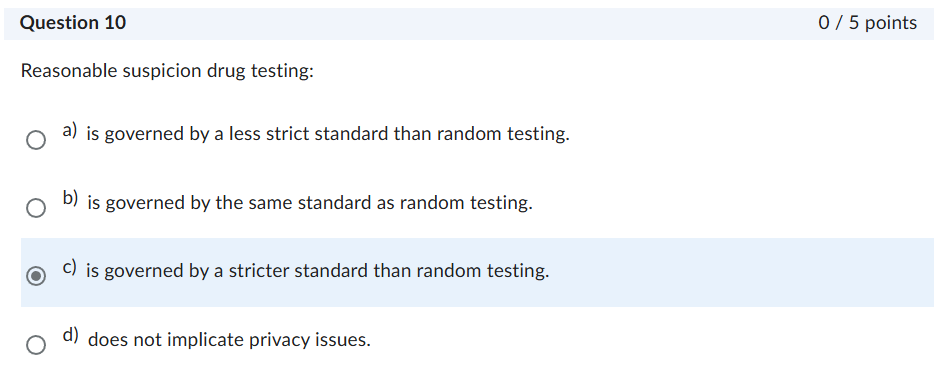 Question 10 0 / 5 points
Reasonable suspicion drug testing:
a) is governed by a less strict standard than random testing.
b) is governed by the same standard as random testing.
c) is governed by a stricter standard than random testing.
d) does not implicate privacy issues.